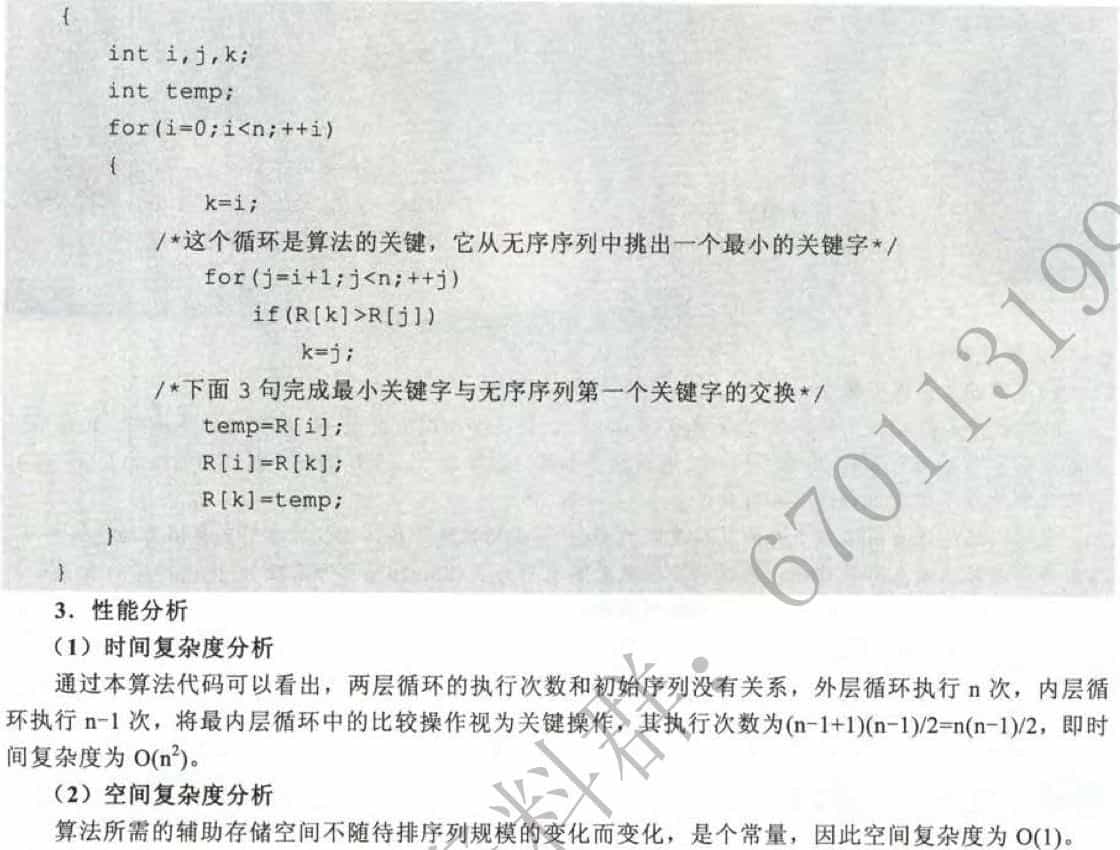 {
int i,j,k;
int temp;
for(i=0;i<n;++i)
{
k=i;
/*这个循环是算法的关键，它从无序序列中挑出一个最小的关键字*/
for(j=i+1;j<n;++j)
if(R[k]>R[j])
k=j;
/*下面 3 句完成最小关键字与无序序列第一个关键字的交换*/
temp=R[i];
R[i]=R[k];
R[k]=temp;
}
}
3．性能分析
（1）时间复杂度分析
通过本算法代码可以看出，两层循环的执行次数和初始序列没有关系，外层循环执行 n 次，内层循
环执行 n-1 次，将最内层循环中的比较操作视为关键操作，其执行次数为(n-1+1)(n-1)/2=n(n-1)/2，即时
间复杂度为 O(n²)。
（2）空间复杂度分析
算法所需的辅助存储空间不随待排序列规模的变化而变化，是个常量，因此空间复杂度为 O(1)。
料群：670113199